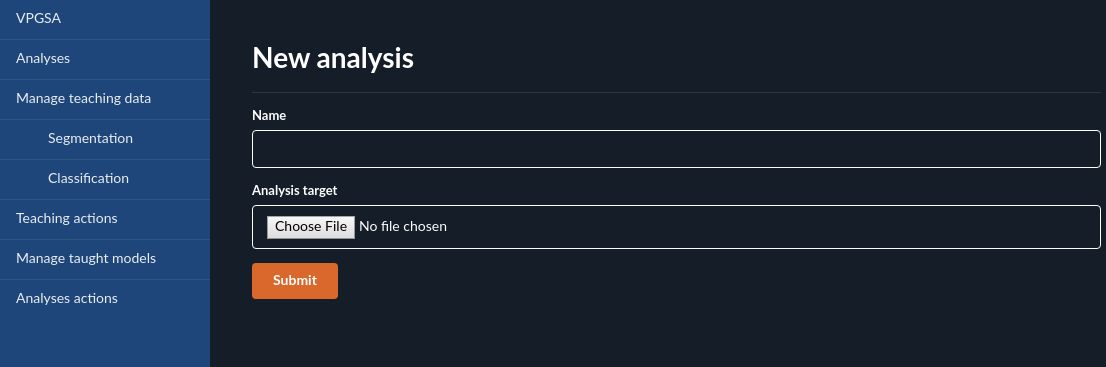 VPGSA
Analyses
Manage teaching data
Segmentation
Classification
Teaching actions
Manage taught models
Analyses actions
New analysis
Name
Analysis target
Choose File No file chosen
Submit